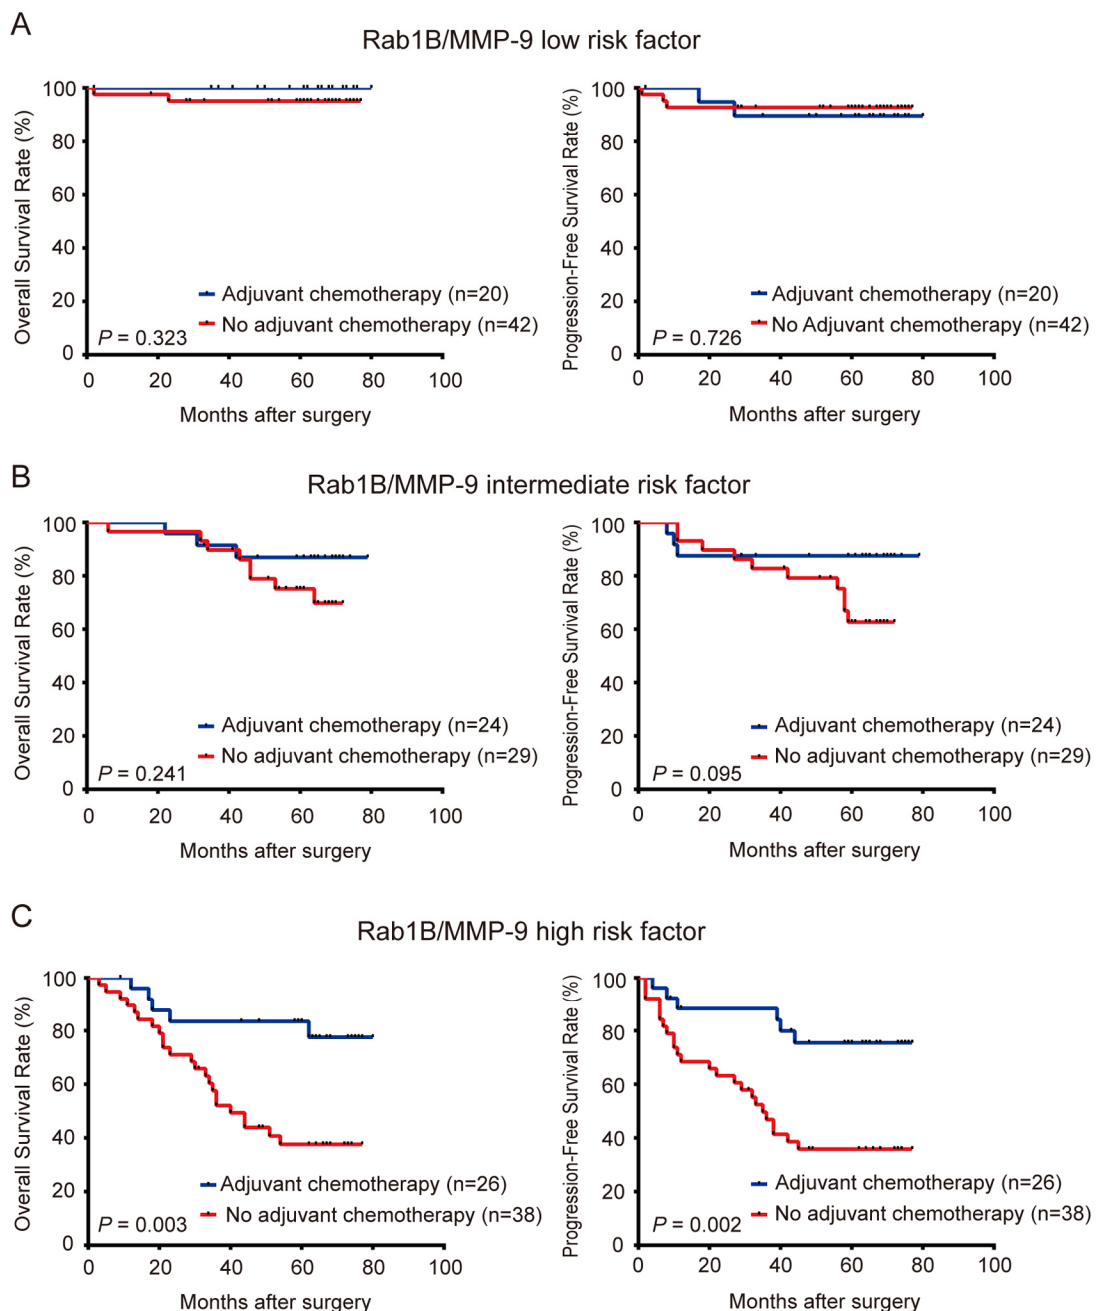 A
Rab1B/MMP-9 low risk factor
Overall Survival Rate (%)
100
80
60
40
20
0
Adjuvant chemotherapy (n=20)
No adjuvant chemotherapy (n=42)
P = 0.323
0 20 40 60 80 100
Months after surgery
Progression-Free Survival Rate (%)
100
80
60
40
20
0
Adjuvant chemotherapy (n=20)
No Adjuvant chemotherapy (n=42)
P = 0.726
0 20 40 60 80 100
Months after surgery
B
Rab1B/MMP-9 intermediate risk factor
Overall Survival Rate (%)
100
80
60
40
20
0
Adjuvant chemotherapy (n=24)
No adjuvant chemotherapy (n=29)
P = 0.241
0 20 40 60 80 100
Months after surgery
Progression-Free Survival Rate (%)
100
80
60
40
20
0
Adjuvant chemotherapy (n=24)
No adjuvant chemotherapy (n=29)
P = 0.095
0 20 40 60 80 100
Months after surgery
C
Rab1B/MMP-9 high risk factor
Overall Survival Rate (%)
100
80
60
40
20
0
Adjuvant chemotherapy (n=26)
No adjuvant chemotherapy (n=38)
P = 0.003
0 20 40 60 80 100
Months after surgery
Progression-Free Survival Rate (%)
100
80
60
40
20
0
Adjuvant chemotherapy (n=26)
No adjuvant chemotherapy (n=38)
P = 0.002
0 20 40 60 80 100
Months after surgery